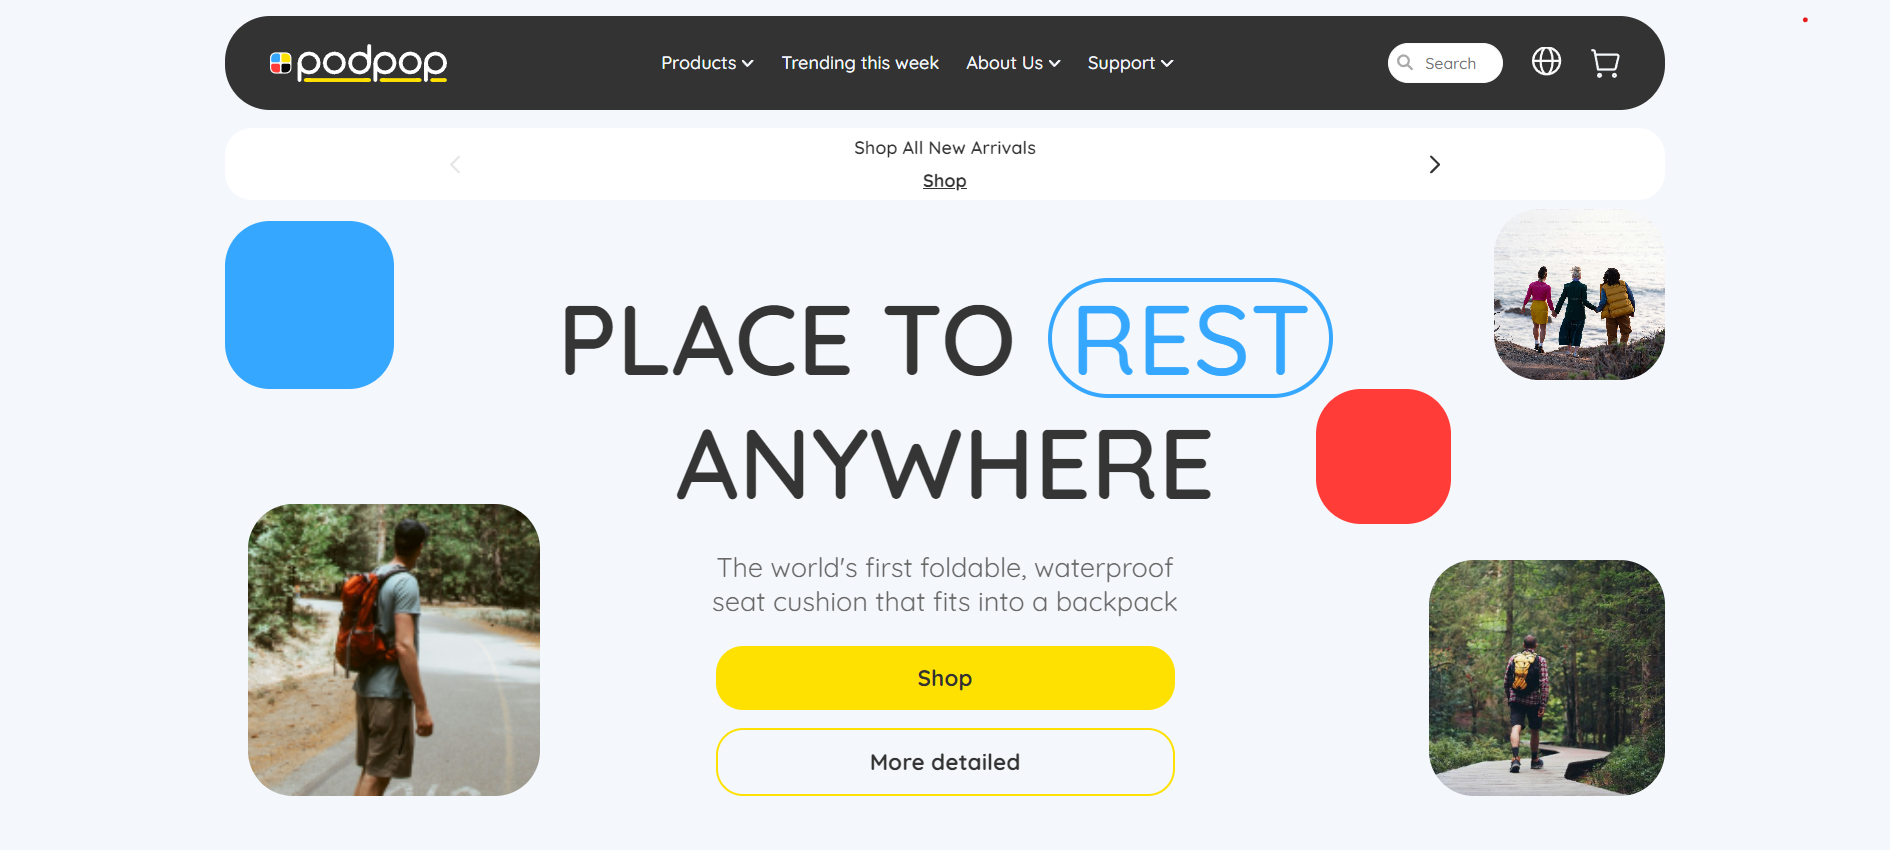 podpop
Products
Trending this week
About Us
Support
Search
Shop All New Arrivals
Shop
PLACE TO REST
ANYWHERE
The world's first foldable, waterproof
seat cushion that fits into a backpack
Shop
More detailed